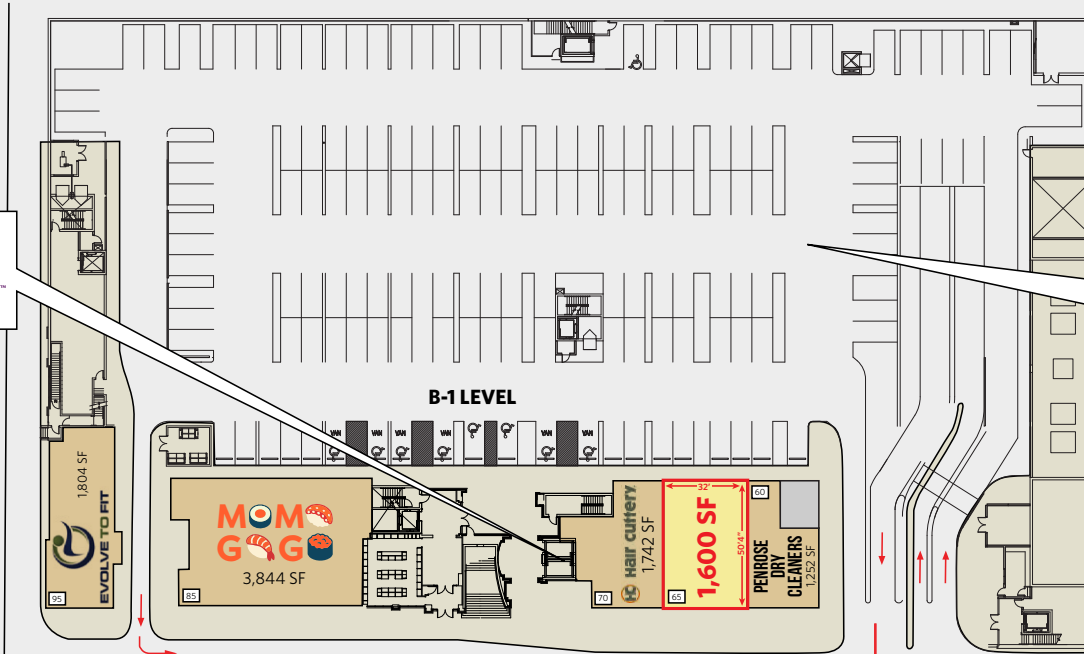 ™
B-1 LEVEL
VAN
VAN
VAN
VAN
VAN
VAN
1,804 SF
EVOLVE TO FIT
95
MOMO
GOGO
3,844 SF
85
Hair Cuttery
1,742 SF
70
32'
50'4"
1,600 SF
65
60
PENROSE
DRY
CLEANERS
1,252 SF